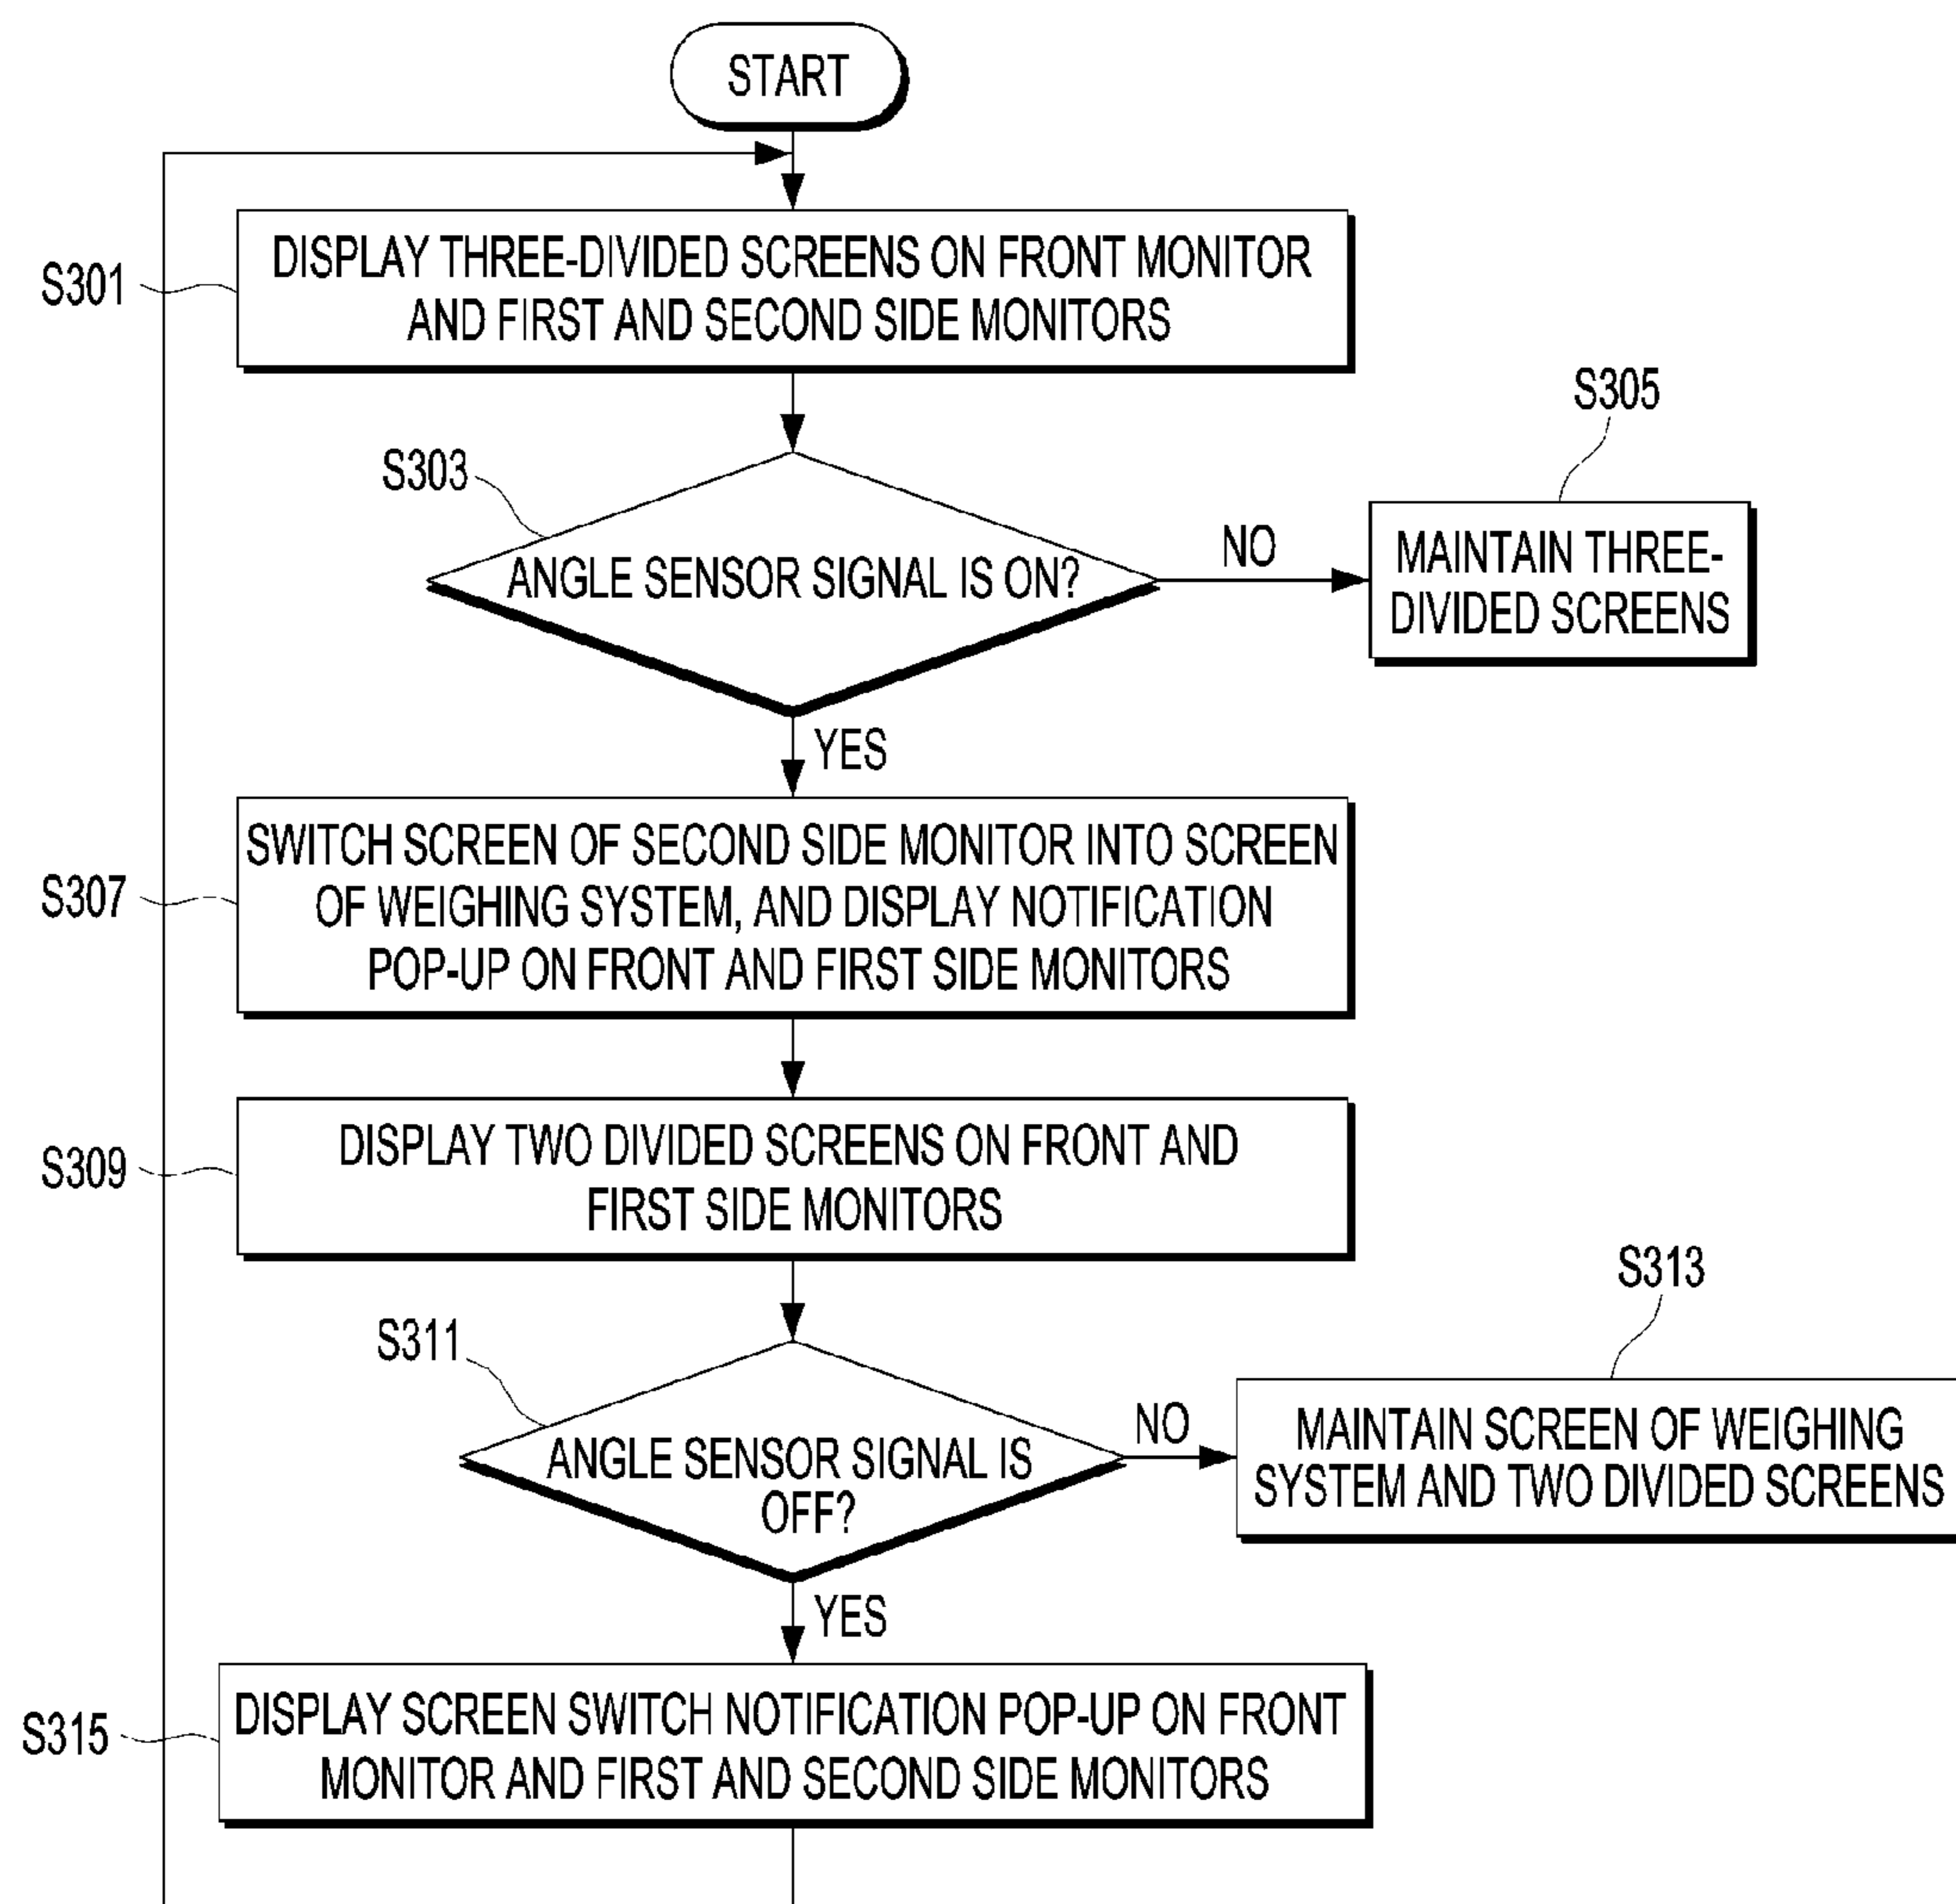 START
S301
DISPLAY THREE-DIVIDED SCREENS ON FRONT MONITOR
AND FIRST AND SECOND SIDE MONITORS
S303
ANGLE SENSOR SIGNAL IS ON?
NO
S305
MAINTAIN THREE-
DIVIDED SCREENS
YES
S307
SWITCH SCREEN OF SECOND SIDE MONITOR INTO SCREEN
OF WEIGHING SYSTEM, AND DISPLAY NOTIFICATION
POP-UP ON FRONT AND FIRST SIDE MONITORS
S309
DISPLAY TWO DIVIDED SCREENS ON FRONT AND
FIRST SIDE MONITORS
S311
ANGLE SENSOR SIGNAL IS
OFF?
NO
S313
MAINTAIN SCREEN OF WEIGHING
SYSTEM AND TWO DIVIDED SCREENS
YES
S315
DISPLAY SCREEN SWITCH NOTIFICATION POP-UP ON FRONT
MONITOR AND FIRST AND SECOND SIDE MONITORS